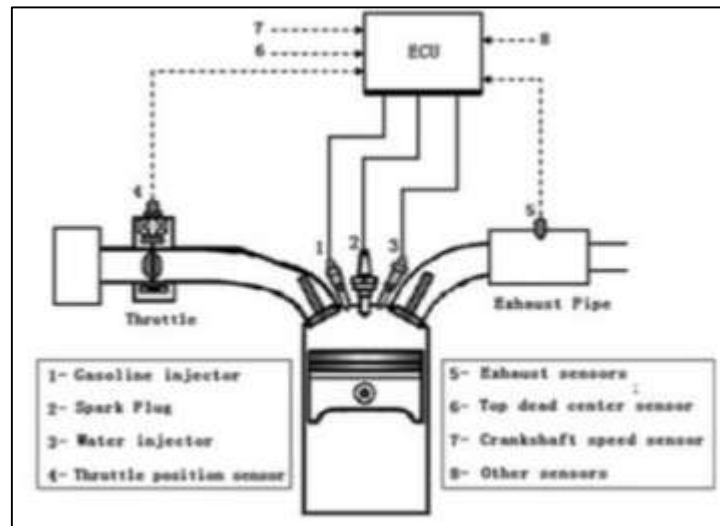 7
6
ECU
8
4
5
1
2
3
Throttle
Exhaust Pipe
1- Gasoline injector
2- Spark Plug
3- Water injector
4- Throttle position sensor
5- Exhaust sensors
6- Top dead center sensor
7- Crankshaft speed sensor
8- Other sensors